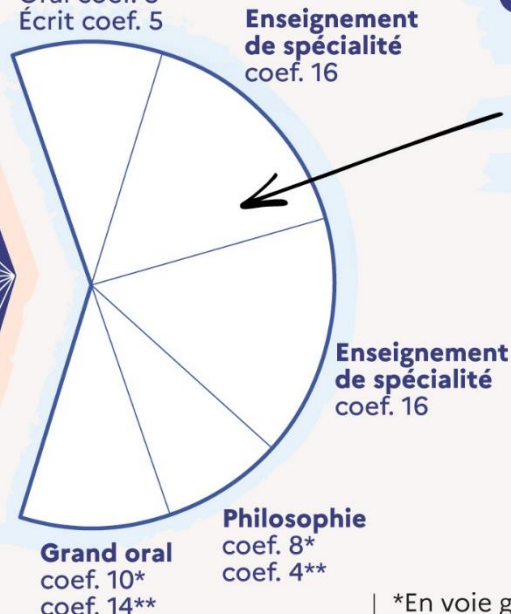 Écrit coef. 5
Enseignement
de spécialité
coef. 16
Enseignement
de spécialité
coef. 16
Philosophie
coef. 8*
coef. 4**
Grand oral
coef. 10*
coef. 14**
*En voie g